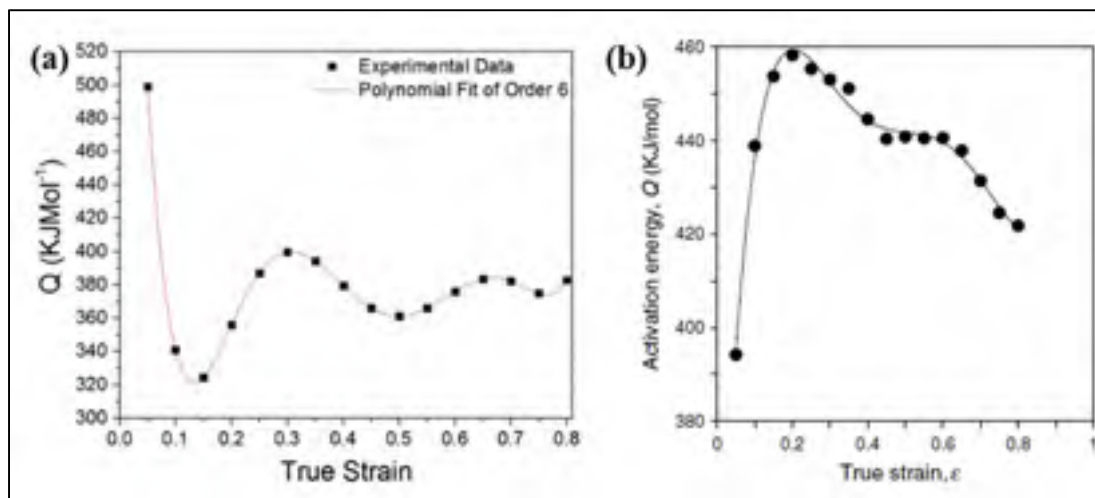 (a)
520
500
480
460
440
420
400
380
360
340
320
300
Q (KJMol⁻¹)
Experimental Data
Polynomial Fit of Order 6
0.0 0.1 0.2 0.3 0.4 0.5 0.6 0.7 0.8
True Strain
(b)
460
440
420
400
380
Activation energy, Q (KJ/mol)
0 0.2 0.4 0.6 0.8 1
True strain, ε